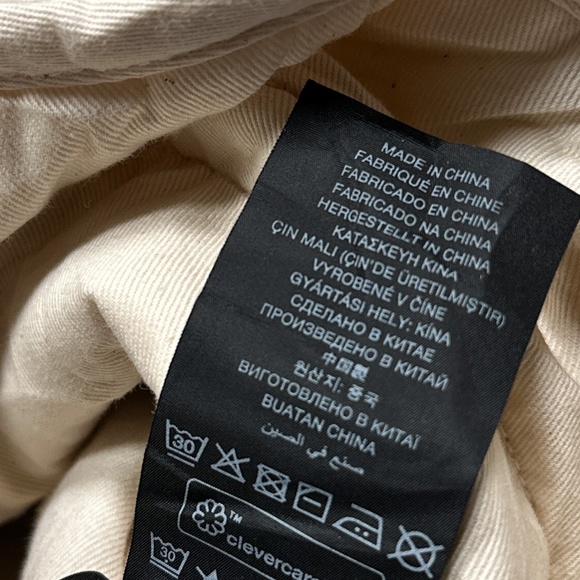 MADE IN CHINA
FABRIQUÉ EN CHINE
FABRICADO EN CHINA
FABRICADO NA CHINA
HERGESTELLT IN CHINA
ΚΑΤΑΣΚΕΥΗ ΚΙΝΑ
ÇIN MALI (ÇIN'DE ÜRETILMIŞTIR)
VYROBENÉ V ČÍNE
GYÁRTÁSI HELY: KÍNA
СДЕЛАНО В КИТАЕ
ПРОИЗВЕДЕНО В КИТАЙ
中国製
원산지: 중국
ВИГОТОВЛЕНО В КИТАЇ
BUATAN CHINA
صنع في الصين
30
™
clevercare
30